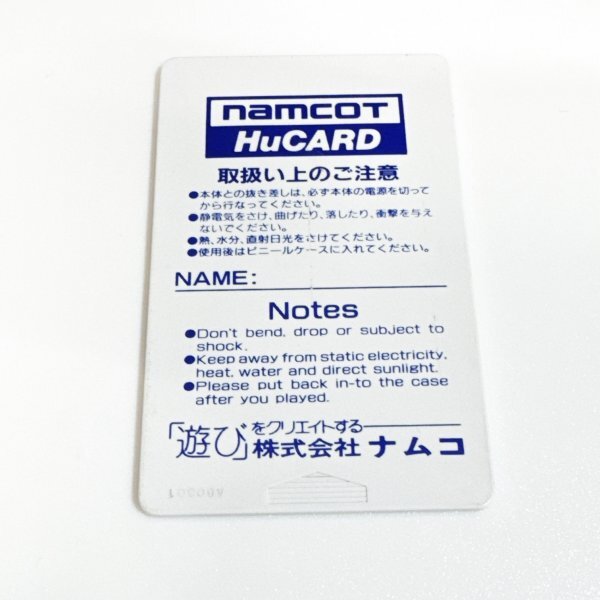 namcoT
HuCARD
取扱い上のご注意
●本体との抜き差しは、必ず本体の電源を切って
から行なってください。
●静電気をさけ、曲げたり、落したり、衝撃を与え
ないでください。
●熱、水分、直射日光をさけてください。
●使用後はビニールケースに入れてください。
NAME:
Notes
●Don't bend, drop or subject to
shock.
●Keep away from static electricity,
heat, water and direct sunlight.
●Please put back in-to the case
after you played.
「遊び」をクリエイトする
株式会社ナムコ